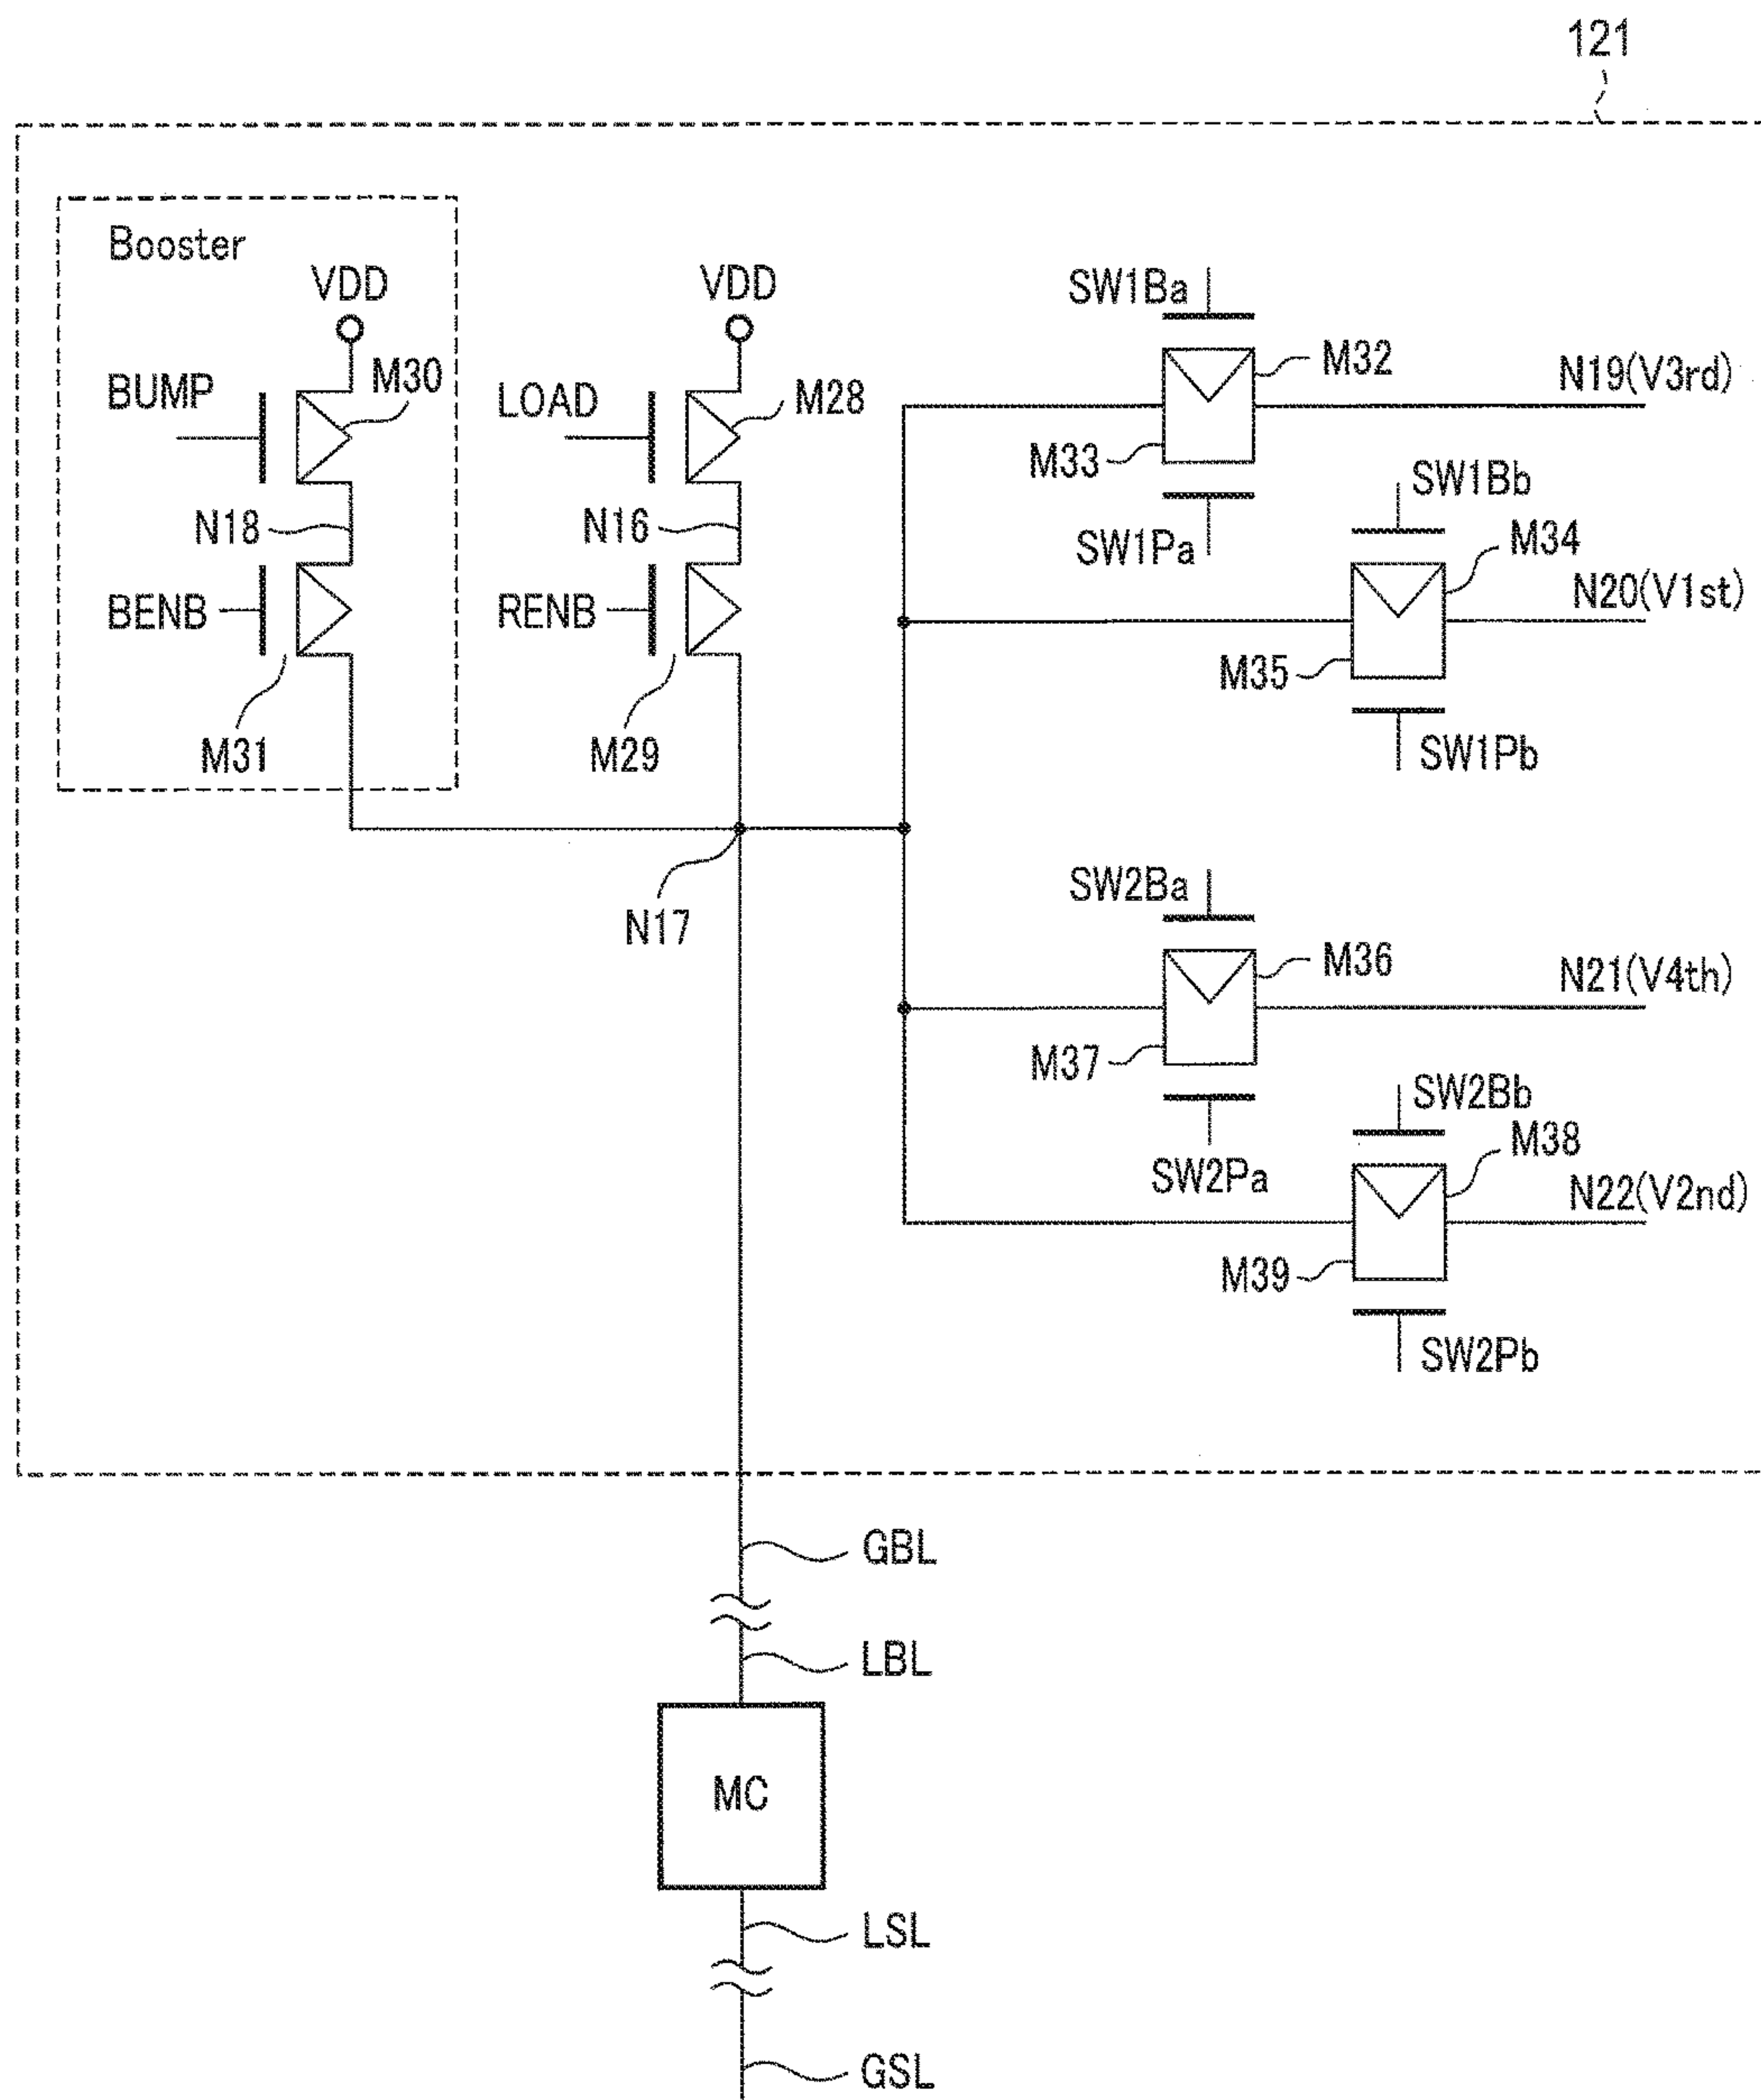 121
Booster
VDD
VDD
BUMP
M30
LOAD
M28
N18
N16
BENB
RENB
M31
M29
N17
SW1Ba
M32
N19(V3rd)
M33
SW1Pa
SW1Bb
M34
N20(V1st)
M35
SW1Pb
SW2Ba
M36
N21(V4th)
M37
SW2Pa
SW2Bb
M38
N22(V2nd)
M39
SW2Pb
GBL
LBL
MC
LSL
GSL